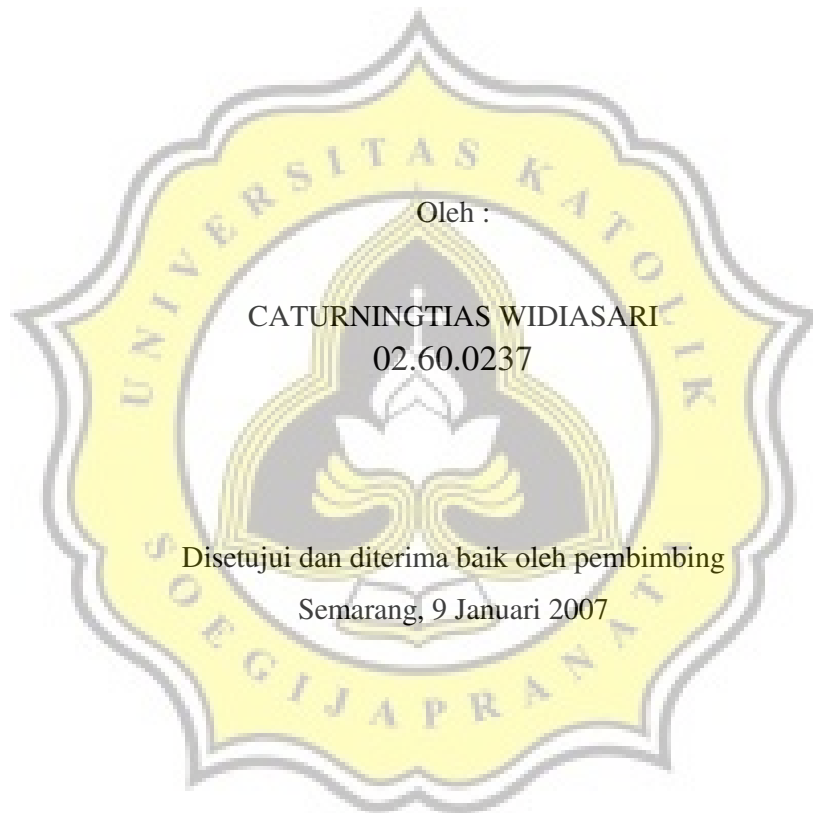 UNIVERSITAS KATOLIK
Oleh :
CATURNINGTIAS WIDIASARI
02.60.0237
Disetujui dan diterima baik oleh pembimbing
Semarang, 9 Januari 2007
SOEGIJAPRANATA